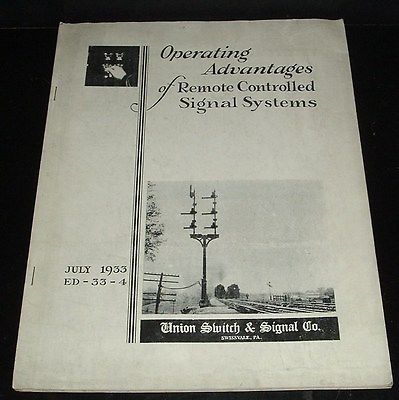 Operating
Advantages
of Remote Controlled
Signal Systems
JULY 1933
ED-33-4
Union Switch & Signal Co.
SWISSVALE, PA.